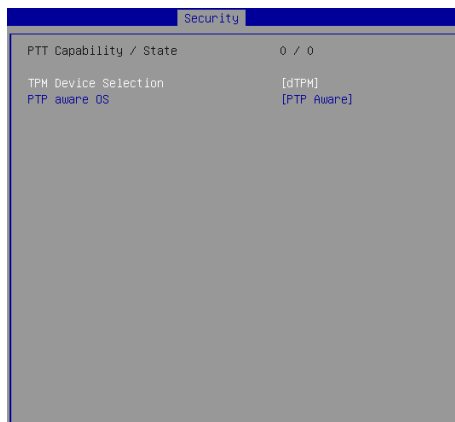 Security
PTT Capability / State 0 / 0
TPM Device Selection [dTPM]
PTP aware OS [PTP Aware]